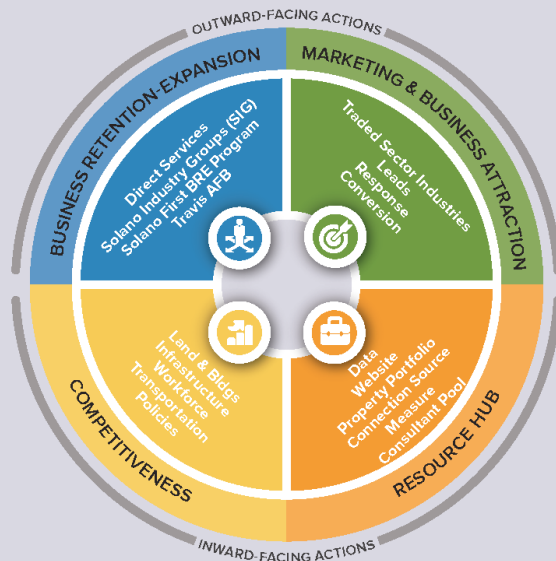 OUTWARD-FACING ACTIONS
BUSINESS RETENTION-EXPANSION
Direct Services
Solano Industry Groups (SIG)
Solano First BRE Program
Travis AFB
MARKETING & BUSINESS ATTRACTION
Traded Sector Industries
Leads
Response
Conversion
COMPETITIVENESS
Land & Bldgs
Infrastructure
Workforce
Transportation
Policies
RESOURCE HUB
Data
Website
Property Portfolio
Connection Source
Measure
Consultant Pool
INWARD-FACING ACTIONS